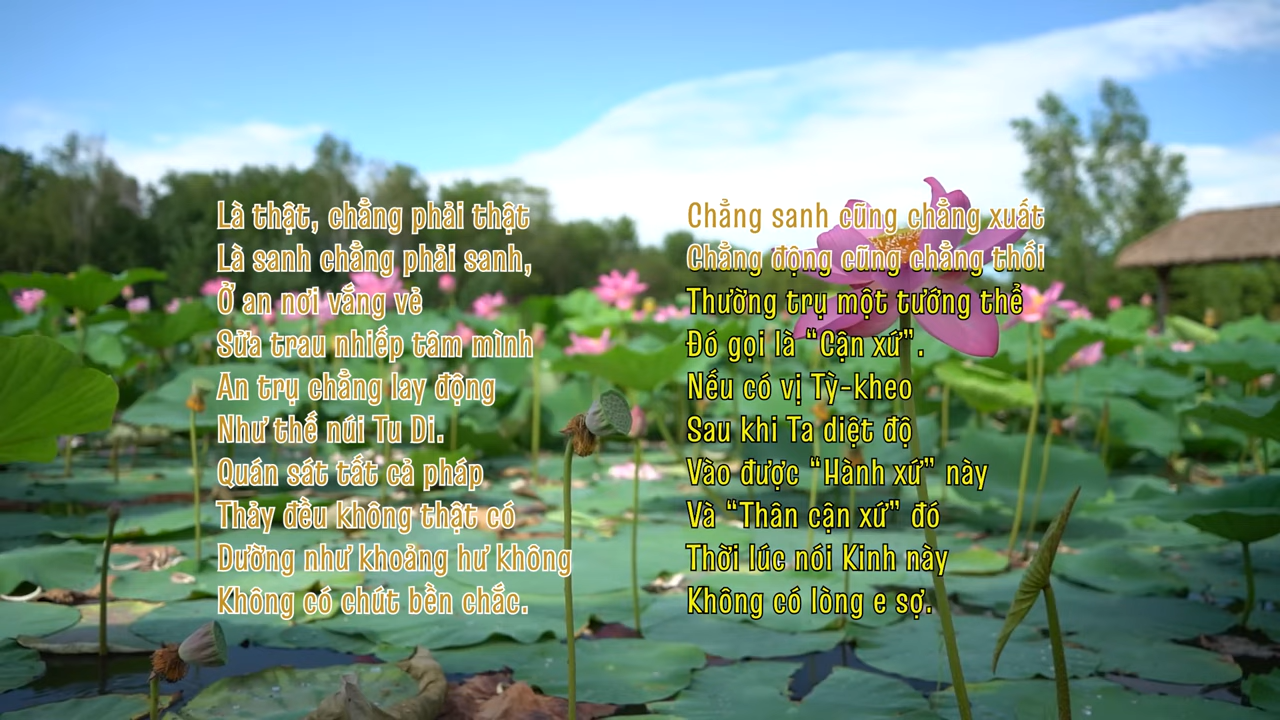 Là thật, chẳng phải thật
Là sanh chẳng phải sanh,
Ở an nơi vắng vẻ
Sửa trau nhiếp tâm mình
An trụ chẳng lay động
Như thế núi Tu Di.
Quán sát tất cả pháp
Thảy đều không thật có
Dường như khoảng hư không
Không có chút bền chắc.
Chẳng sanh cũng chẳng xuất
Chẳng động cũng chẳng thối
Thường trụ một tướng thể
Đó gọi là “Cận xứ”.
Nếu có vị Tỳ-kheo
Sau khi Ta diệt độ
Vào được “Hành xứ” này
Và “Thân cận xứ” đó
Thời lúc nói Kinh này
Không có lòng e sợ.